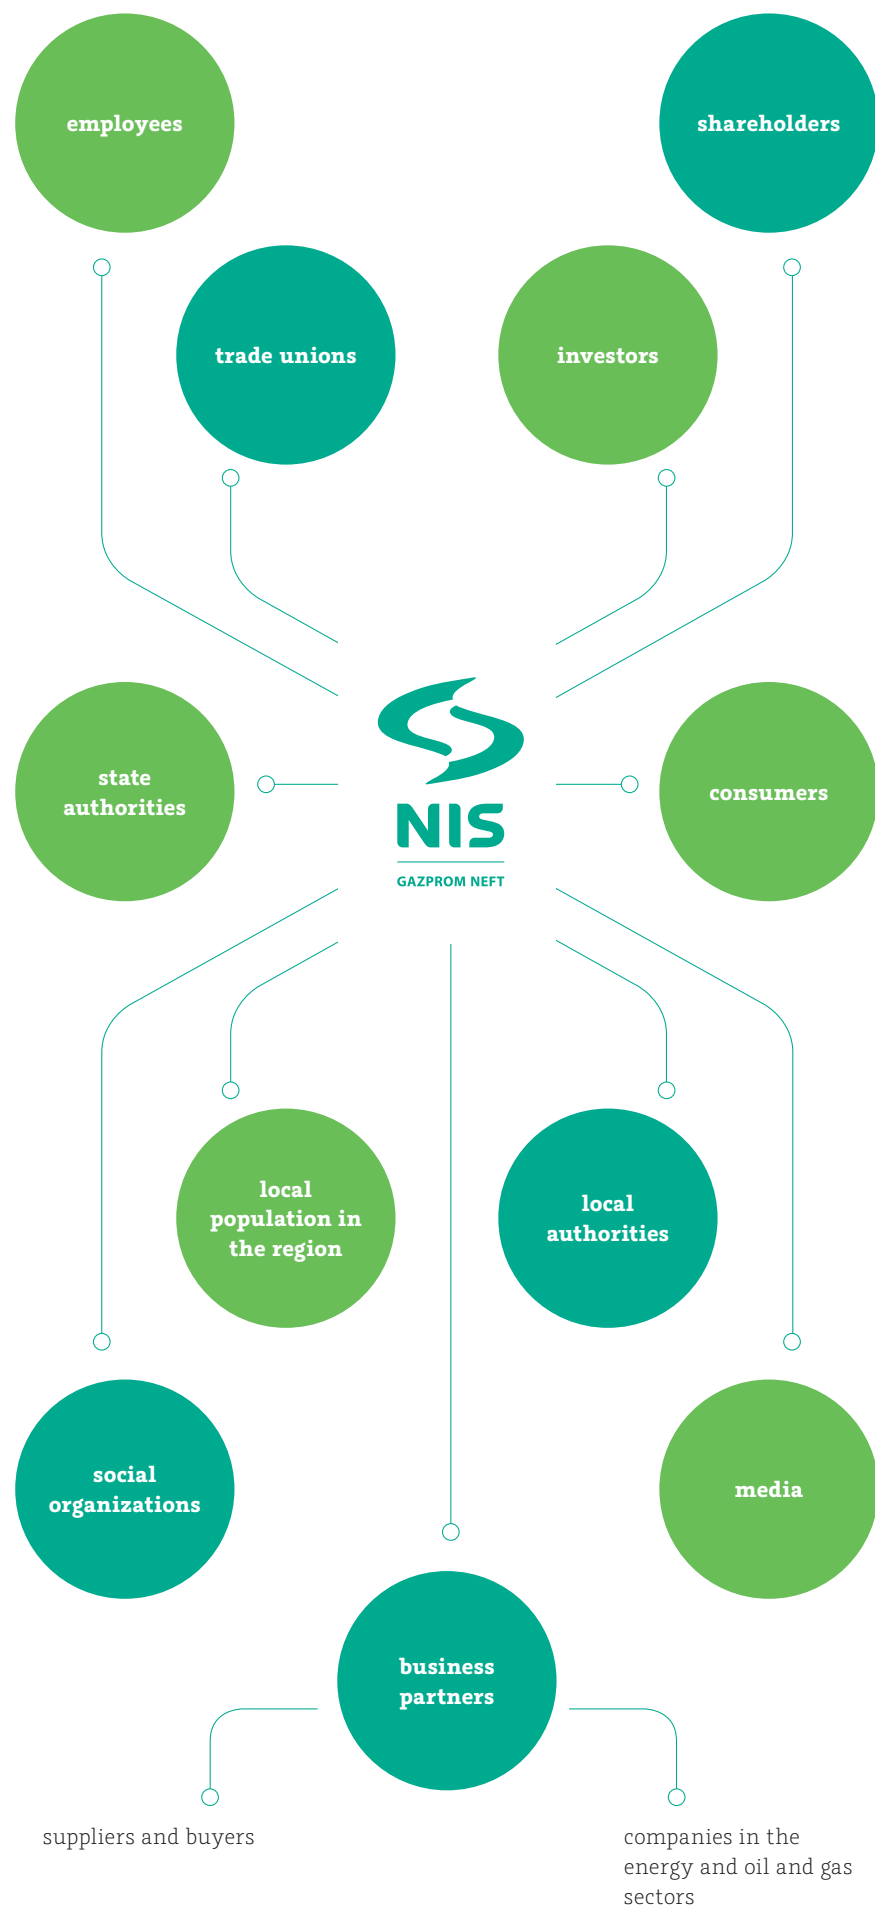 employees
shareholders
trade unions
investors
state
authorities
NIS
GAZPROM NEFT
consumers
local
population in
the region
local
authorities
social
organizations
media
business
partners
suppliers and buyers
companies in the
energy and oil and gas
sectors